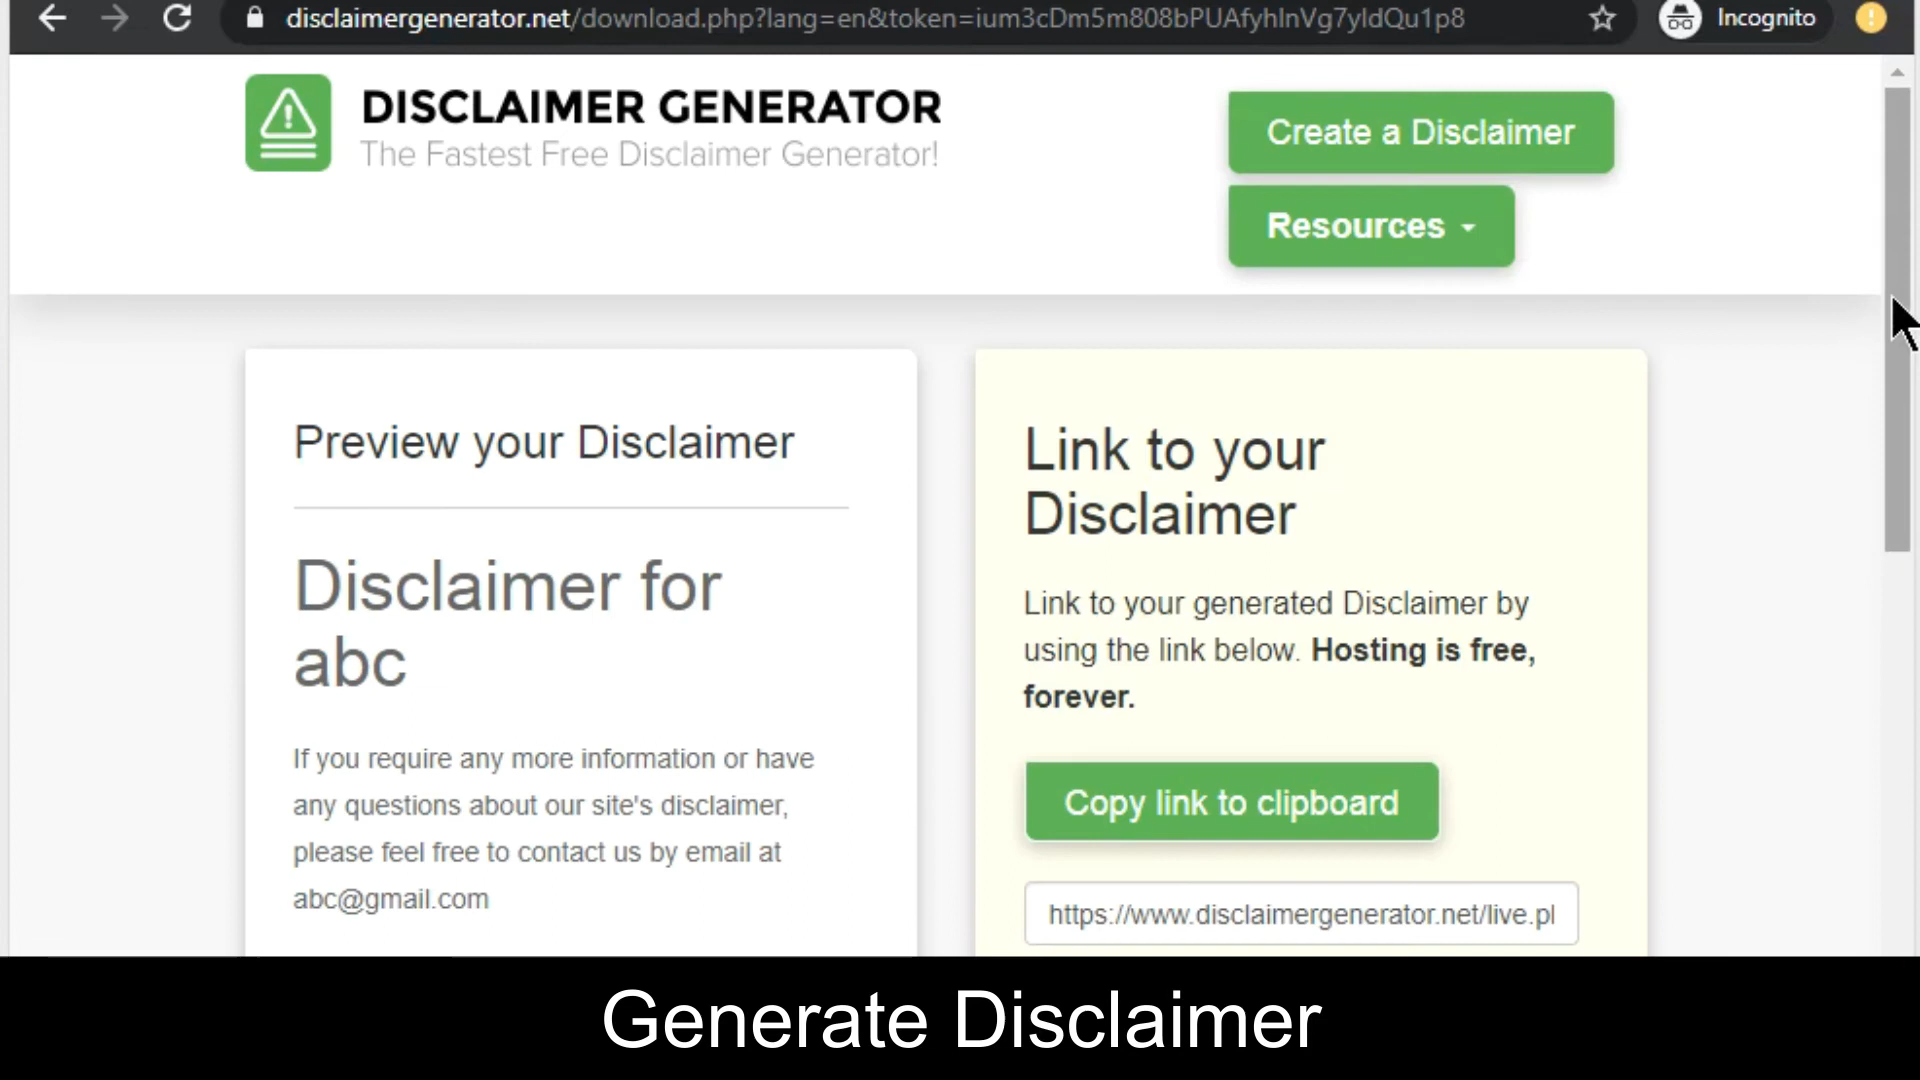 disclaimergenerator.net/download.php?lang=en&token=ium3cDm5m808bPUAfyhlnVg7yldQu1p8
Incognito
DISCLAIMER GENERATOR
The Fastest Free Disclaimer Generator!
Create a Disclaimer
Resources
Preview your Disclaimer
Disclaimer for
abc
If you require any more information or have
any questions about our site's disclaimer,
please feel free to contact us by email at
abc@gmail.com
Link to your
Disclaimer
Link to your generated Disclaimer by
using the link below. Hosting is free,
forever.
Copy link to clipboard
https://www.disclaimergenerator.net/live.pl
Generate Disclaimer